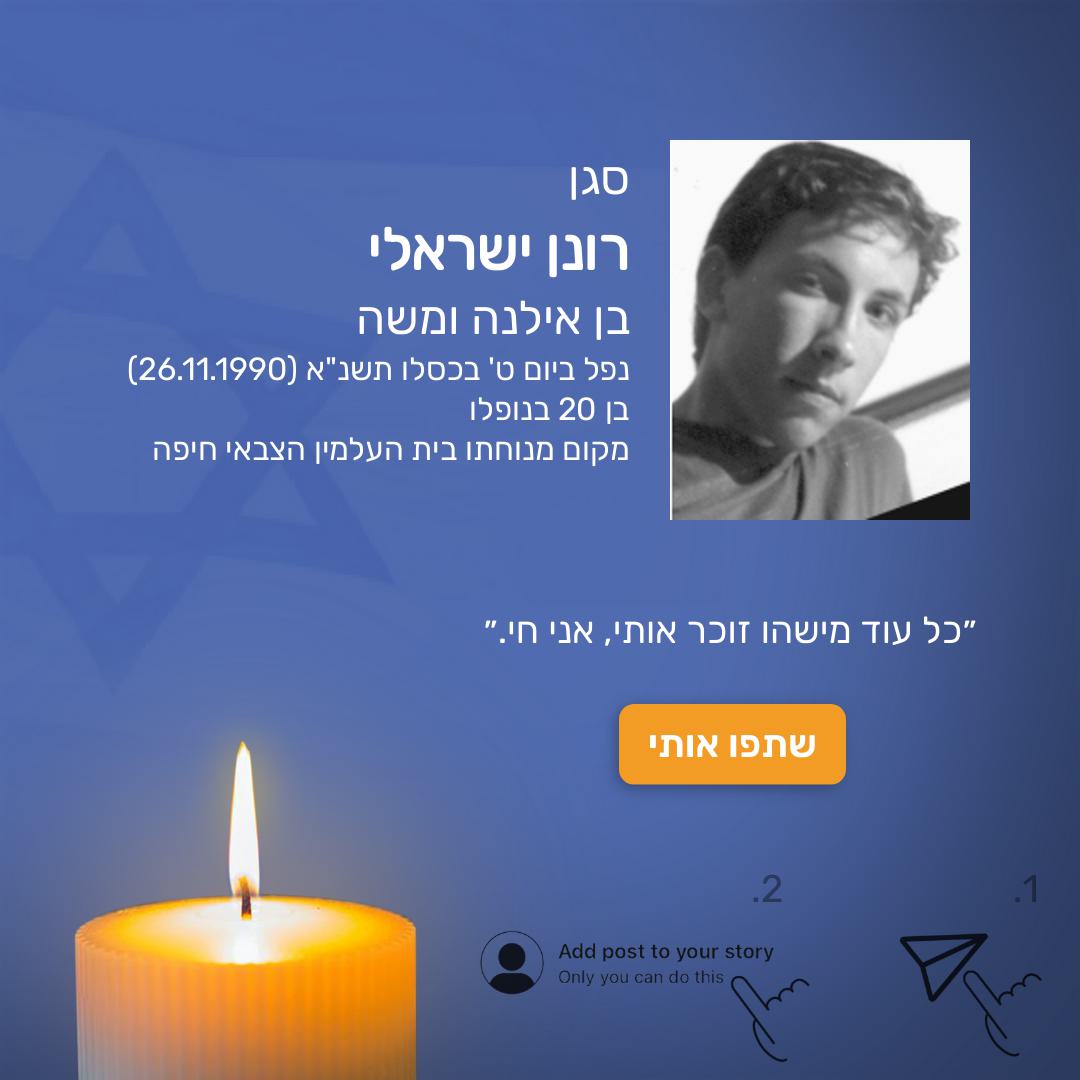 סגן
רונן ישראלי
בן אילנה ומשה
נפל ביום ט' בכסלו תשנ"א (26.11.1990)
בן 20 בנופלו
מקום מנוחתו בית העלמין הצבאי חיפה
״כל עוד מישהו זוכר אותי, אני חי.״
שתפו אותי
1.
2.
Add post to your story
Only you can do this